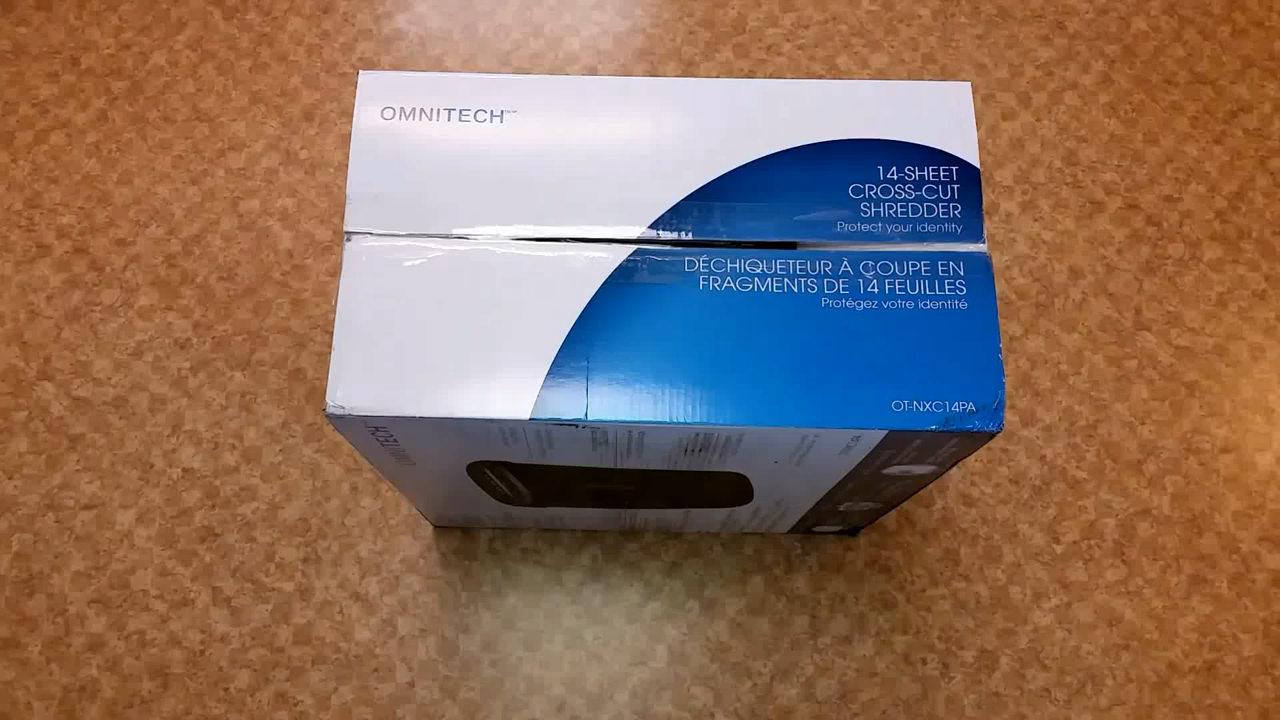 OMNITECH™
14-SHEET
CROSS-CUT
SHREDDER
Protect your identity
DÉCHIQUETEUR À COUPE EN
FRAGMENTS DE 14 FEUILLES
Protégez votre identité
OT-NXC14PA
OMNITECH